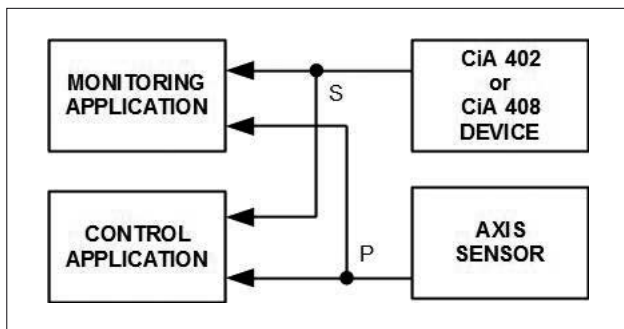 MONITORING
APPLICATION
S
CiA 402
or
CiA 408
DEVICE
CONTROL
APPLICATION
P
AXIS
SENSOR